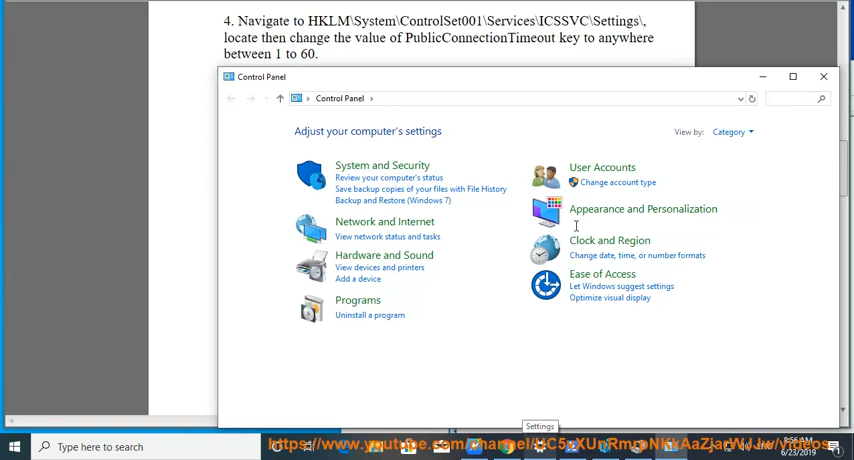 4. Navigate to HKLM\System\ControlSet001\Services\ICSSVC\Settings\,
locate then change the value of PublicConnectionTimeout key to anywhere
between 1 to 60.
Control Panel
Control Panel
Adjust your computer's settings
View by: Category
System and Security
Review your computer's status
Save backup copies of your files with File History
Backup and Restore (Windows 7)
Network and Internet
View network status and tasks
Hardware and Sound
View devices and printers
Add a device
Programs
Uninstall a program
User Accounts
Change account type
Appearance and Personalization
Clock and Region
Change date, time, or number formats
Ease of Access
Let Windows suggest settings
Optimize visual display
Settings
Type here to search
8:56 AM
6/23/2019